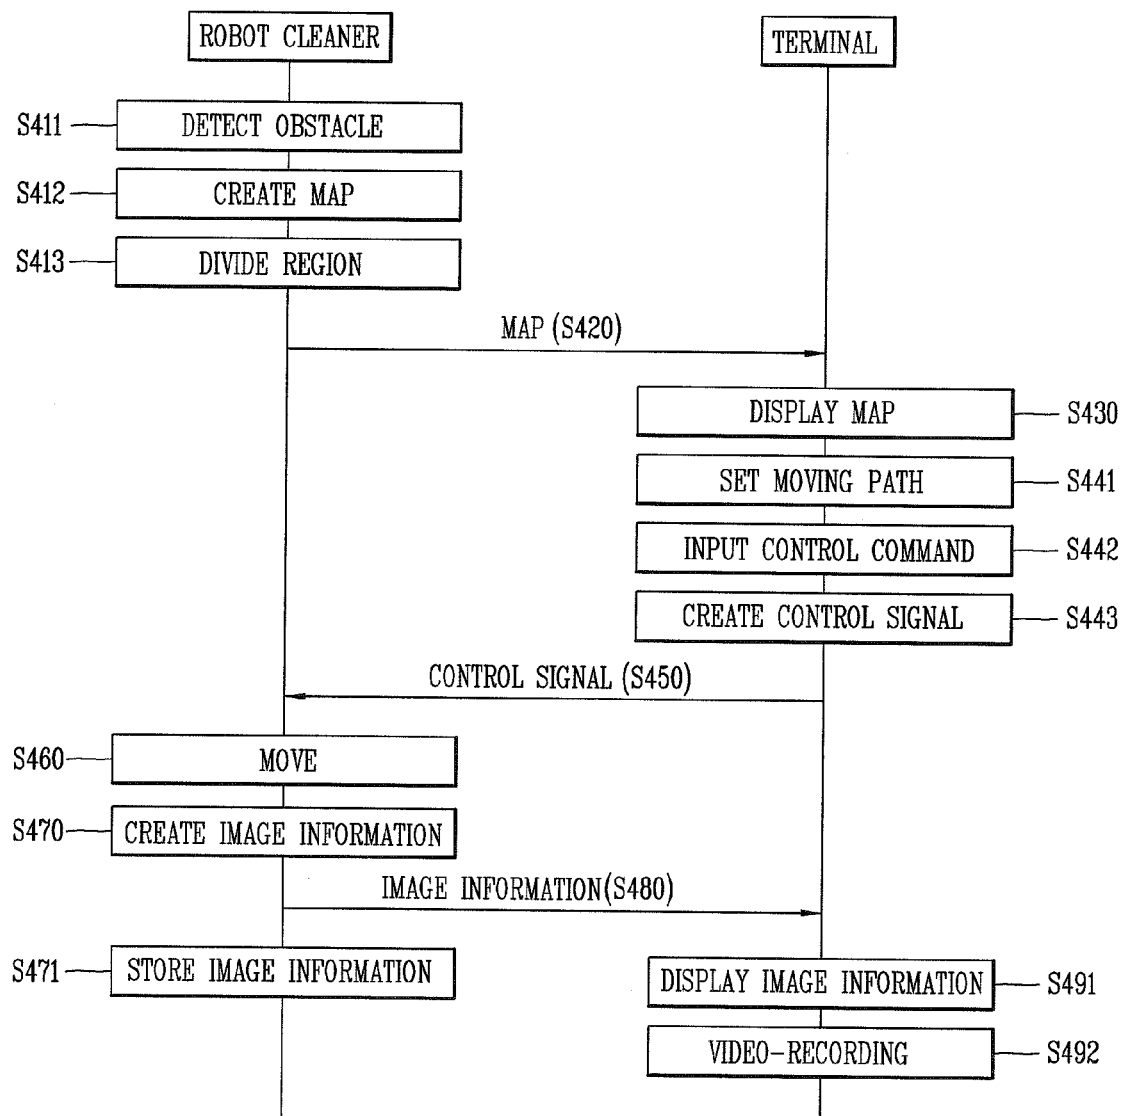 ROBOT CLEANER
TERMINAL
S411
DETECT OBSTACLE
S412
CREATE MAP
S413
DIVIDE REGION
MAP (S420)
DISPLAY MAP
S430
SET MOVING PATH
S441
INPUT CONTROL COMMAND
S442
CREATE CONTROL SIGNAL
S443
CONTROL SIGNAL (S450)
S460
MOVE
S470
CREATE IMAGE INFORMATION
IMAGE INFORMATION(S480)
S471
STORE IMAGE INFORMATION
DISPLAY IMAGE INFORMATION
S491
VIDEO-RECORDING
S492